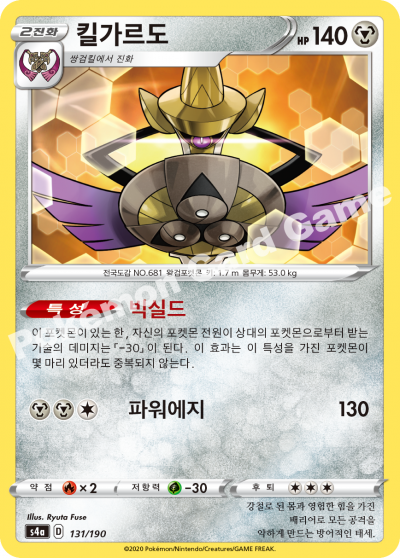 2진화 킬가르도 HP 140
쌍검킬에서 진화
전국도감 NO.681 왕검포켓몬 키: 1.7 m 몸무게: 53.0 kg
특성 빅실드
이 포켓몬이 있는 한, 자신의 포켓몬 전원이 상대의 포켓몬으로부터 받는
기술의 데미지는 「-30」이 된다. 이 효과는 이 특성을 가진 포켓몬이
몇 마리 있더라도 중복되지 않는다.
파워에지 130
약점 ×2 저항력 -30 후퇴
Illus. Ryuta Fuse
강철로 된 몸과 영험한 힘을 가진
배리어로 모든 공격을
약하게 만드는 방어적인 태세.
s4a D 131/190
©2020 Pokémon/Nintendo/Creatures/GAME FREAK.
Pokémon Card Game